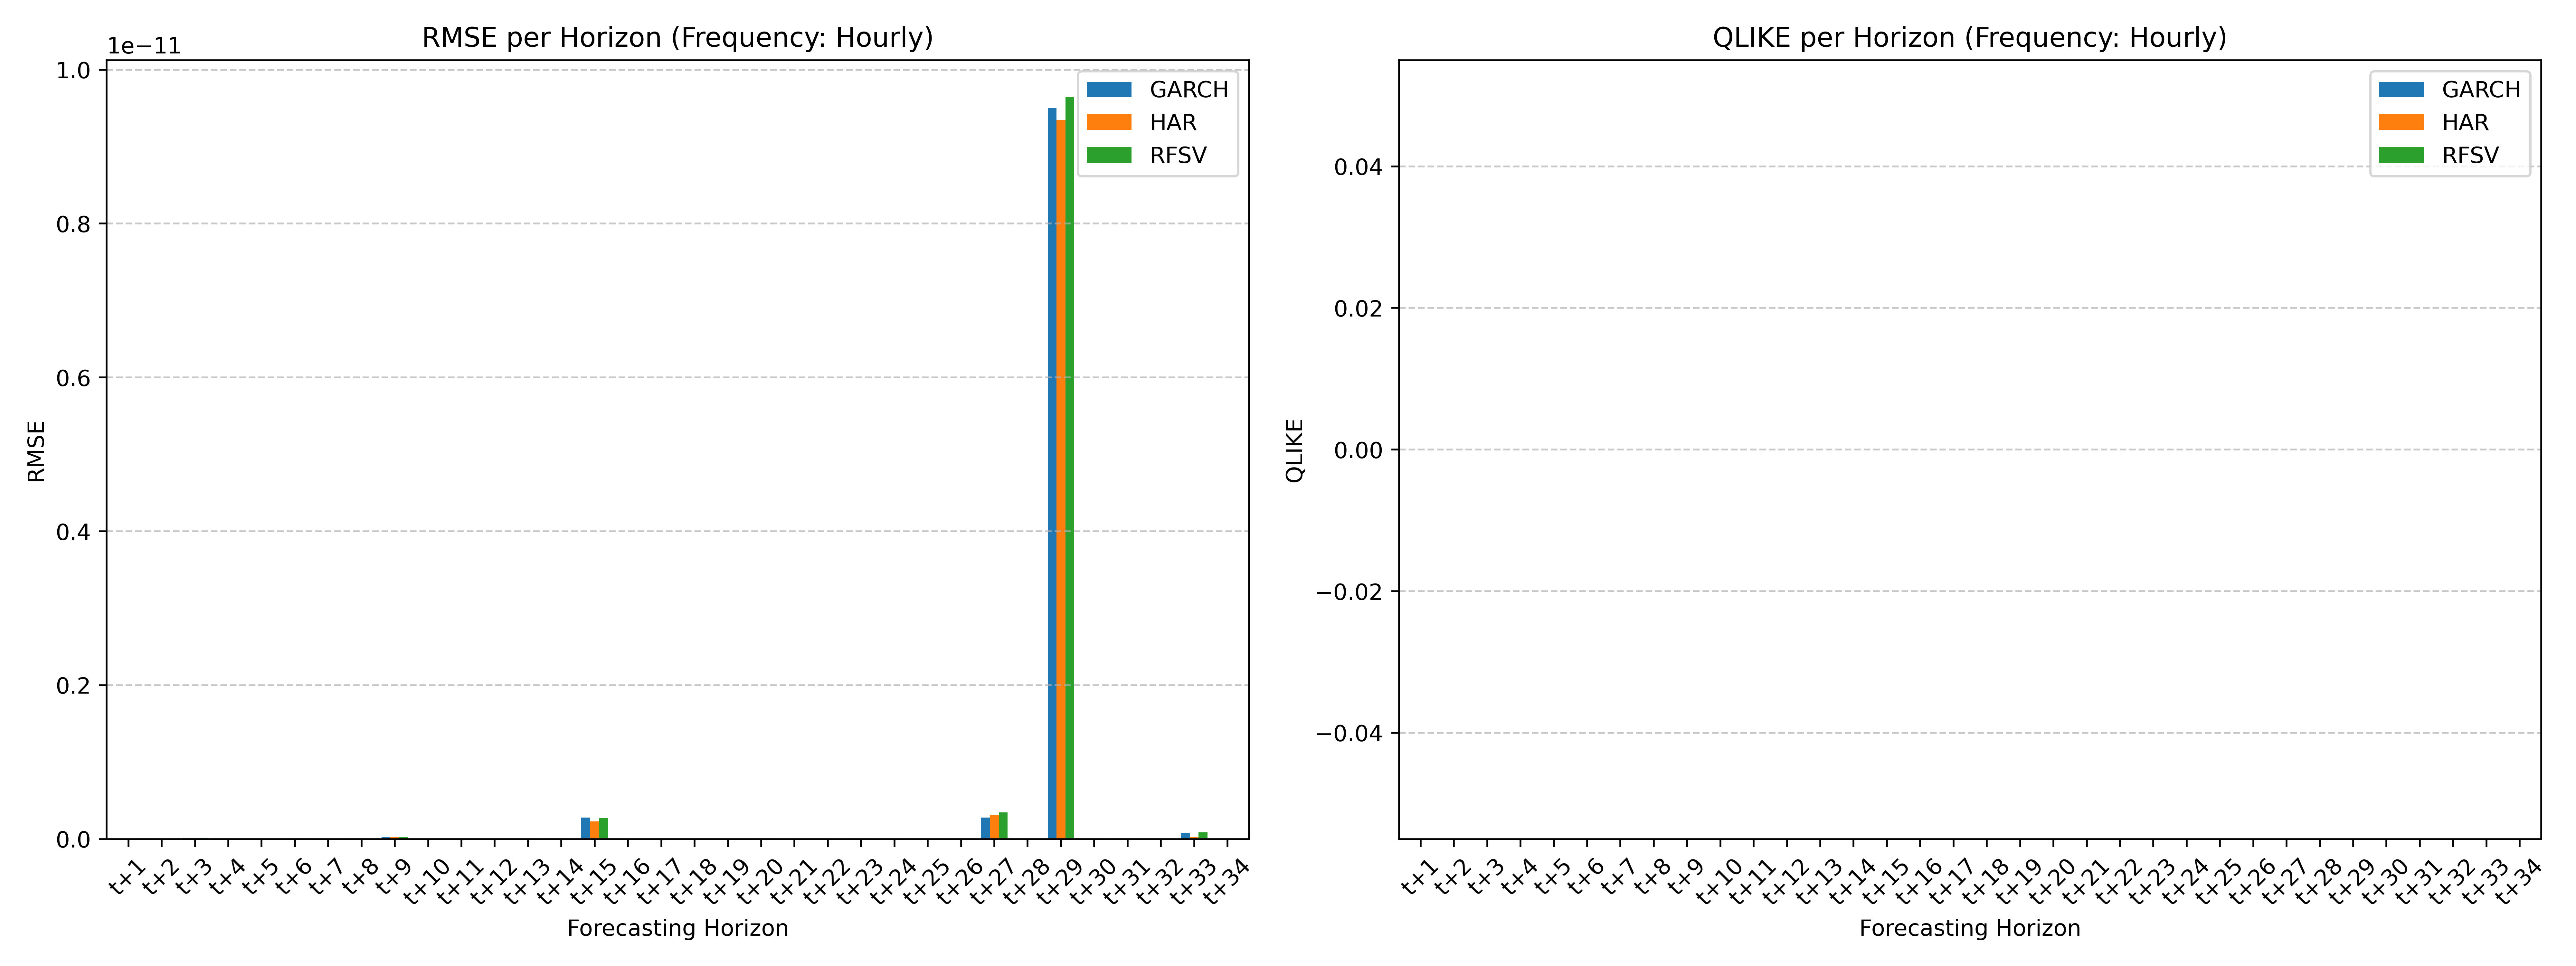 RMSE per Horizon (Frequency: Hourly)
1e−11
1.0
0.8
0.6
0.4
0.2
0.0
RMSE
GARCH
HAR
RFSV
t+1
t+2
t+3
t+4
t+5
t+6
t+7
t+8
t+9
t+10
t+11
t+12
t+13
t+14
t+15
t+16
t+17
t+18
t+19
t+20
t+21
t+22
t+23
t+24
t+25
t+26
t+27
t+28
t+29
t+30
t+31
t+32
t+33
t+34
Forecasting Horizon
QLIKE per Horizon (Frequency: Hourly)
0.04
0.02
0.00
−0.02
−0.04
QLIKE
GARCH
HAR
RFSV
t+1
t+2
t+3
t+4
t+5
t+6
t+7
t+8
t+9
t+10
t+11
t+12
t+13
t+14
t+15
t+16
t+17
t+18
t+19
t+20
t+21
t+22
t+23
t+24
t+25
t+26
t+27
t+28
t+29
t+30
t+31
t+32
t+33
t+34
Forecasting Horizon